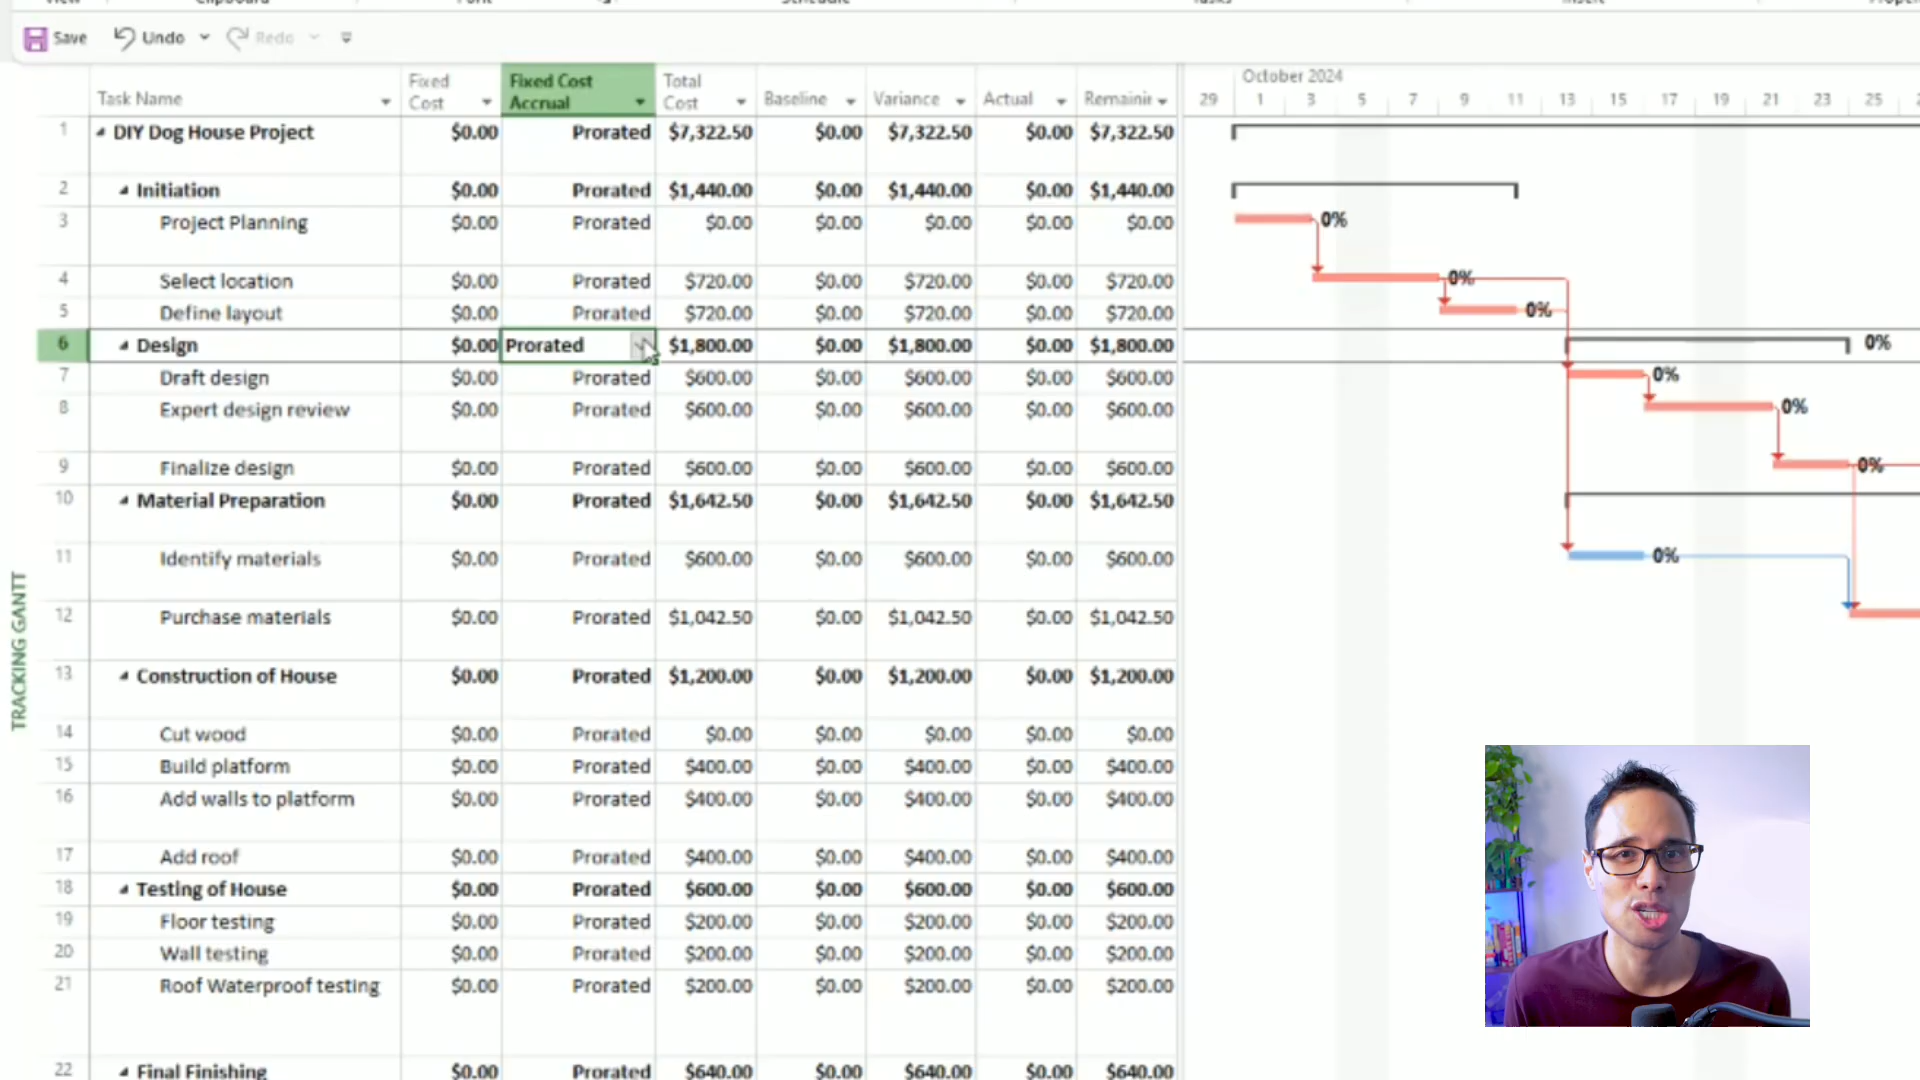 View Clipboard Font Schedule Tasks Insert
Save Undo Redo
Task Name Fixed Cost Fixed Cost Accrual Total Cost Baseline Variance Actual October 2024
29 1 3 5 7 9 11 13 15 17 19 21 23 25
1 DIY Dog House Project $0.00 Prorated $7,322.50 $0.00 $7,322.50 $0.00 $7,322.50
2 Initiation $0.00 Prorated $1,440.00 $0.00 $1,440.00 $0.00 $1,440.00
3 Project Planning $0.00 Prorated $0.00 $0.00 $0.00 $0.00 $0.00 0%
4 Select location $0.00 Prorated $720.00 $0.00 $720.00 $0.00 $720.00 0%
5 Define layout $0.00 Prorated $720.00 $0.00 $720.00 $0.00 $720.00 0%
6 Design $0.00 Prorated $1,800.00 $0.00 $1,800.00 $0.00 $1,800.00 0%
7 Draft design $0.00 Prorated $600.00 $0.00 $600.00 $0.00 $600.00 0%
8 Expert design review $0.00 Prorated $600.00 $0.00 $600.00 $0.00 $600.00 0%
9 Finalize design $0.00 Prorated $600.00 $0.00 $600.00 $0.00 $600.00 0%
10 Material Preparation $0.00 Prorated $1,642.50 $0.00 $1,642.50 $0.00 $1,642.50
11 Identify materials $0.00 Prorated $600.00 $0.00 $600.00 $0.00 $600.00 0%
12 Purchase materials $0.00 Prorated $1,042.50 $0.00 $1,042.50 $0.00 $1,042.50
13 Construction of House $0.00 Prorated $1,200.00 $0.00 $1,200.00 $0.00 $1,200.00
14 Cut wood $0.00 Prorated $0.00 $0.00 $0.00 $0.00 $0.00
15 Build platform $0.00 Prorated $400.00 $0.00 $400.00 $0.00 $400.00
16 Add walls to platform $0.00 Prorated $400.00 $0.00 $400.00 $0.00 $400.00
17 Add roof $0.00 Prorated $400.00 $0.00 $400.00 $0.00 $400.00
18 Testing of House $0.00 Prorated $600.00 $0.00 $600.00 $0.00 $600.00
19 Floor testing $0.00 Prorated $200.00 $0.00 $200.00 $0.00 $200.00
20 Wall testing $0.00 Prorated $200.00 $0.00 $200.00 $0.00 $200.00
21 Roof Waterproof testing $0.00 Prorated $200.00 $0.00 $200.00 $0.00 $200.00
22 Final Finishing $0.00 Prorated $640.00 $0.00 $640.00 $0.00 $640.00
TRACKING GANTT